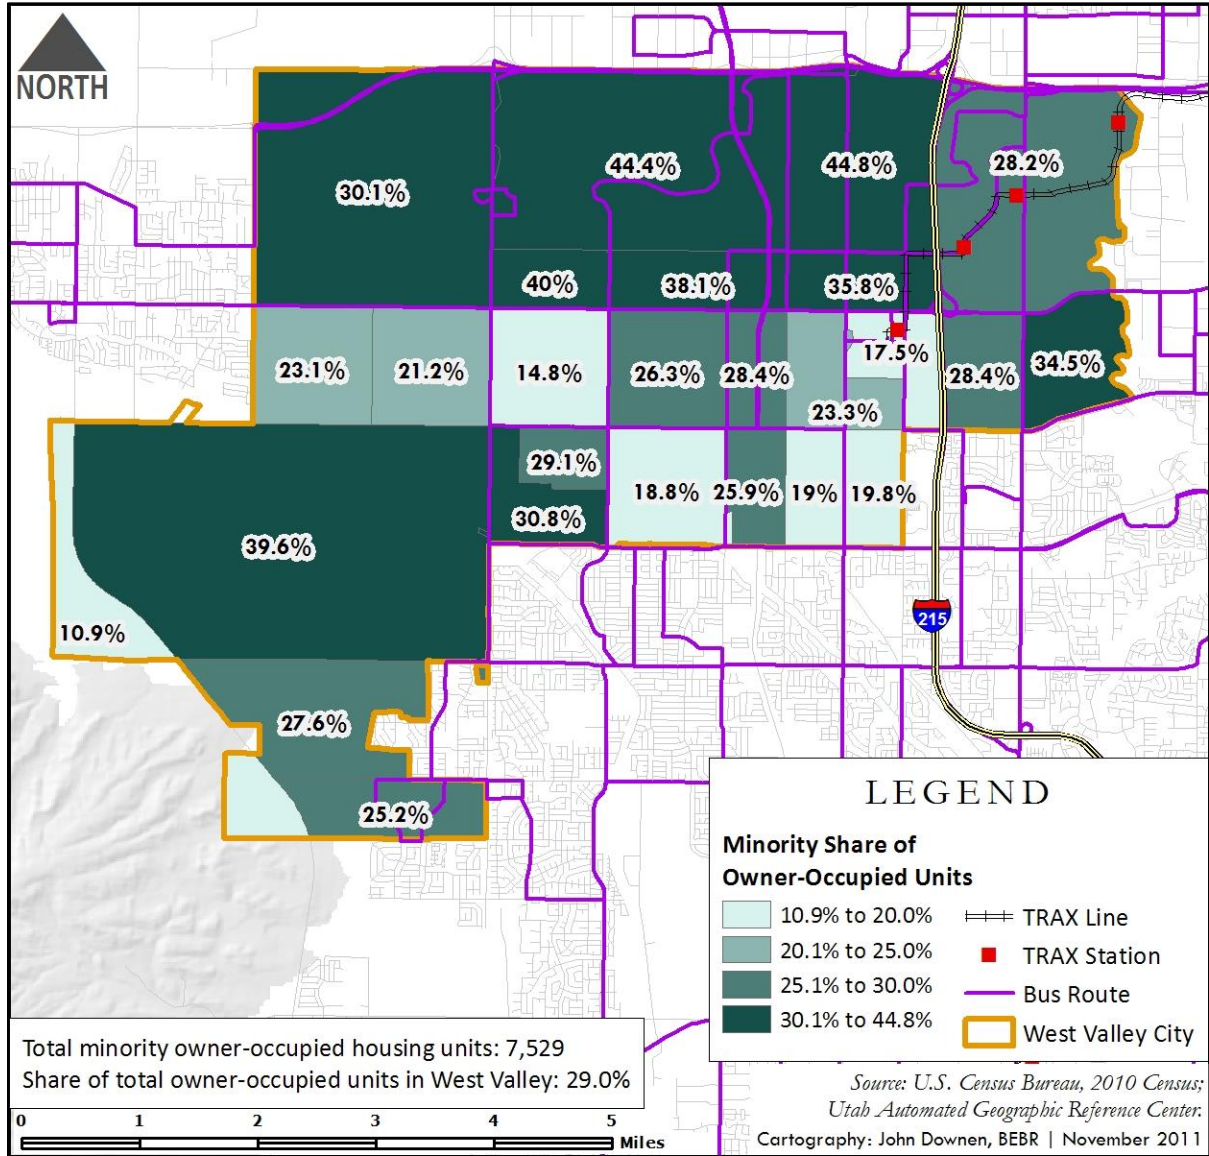 NORTH
30.1%
44.4%
44.8%
28.2%
40%
38.1%
35.8%
23.1%
21.2%
14.8%
26.3%
28.4%
17.5%
23.3%
28.4%
34.5%
29.1%
30.8%
18.8%
25.9%
19%
19.8%
39.6%
10.9%
27.6%
25.2%
215
LEGEND
Minority Share of
Owner-Occupied Units
10.9% to 20.0%
20.1% to 25.0%
25.1% to 30.0%
30.1% to 44.8%
TRAX Line
TRAX Station
Bus Route
West Valley City
Total minority owner-occupied housing units: 7,529
Share of total owner-occupied units in West Valley: 29.0%
Source: U.S. Census Bureau, 2010 Census;
Utah Automated Geographic Reference Center.
Cartography: John Downen, BEBR | November 2011
0 1 2 3 4 5
Miles